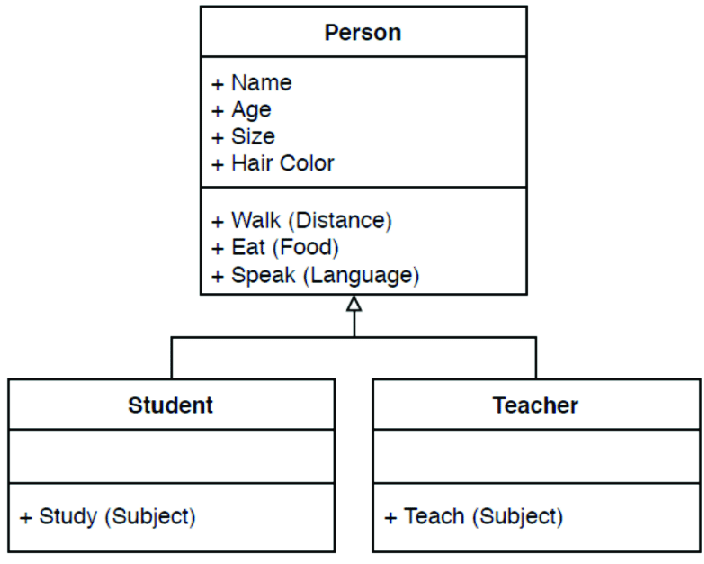 Person
+ Name
+ Age
+ Size
+ Hair Color
+ Walk (Distance)
+ Eat (Food)
+ Speak (Language)
Student
+ Study (Subject)
Teacher
+ Teach (Subject)